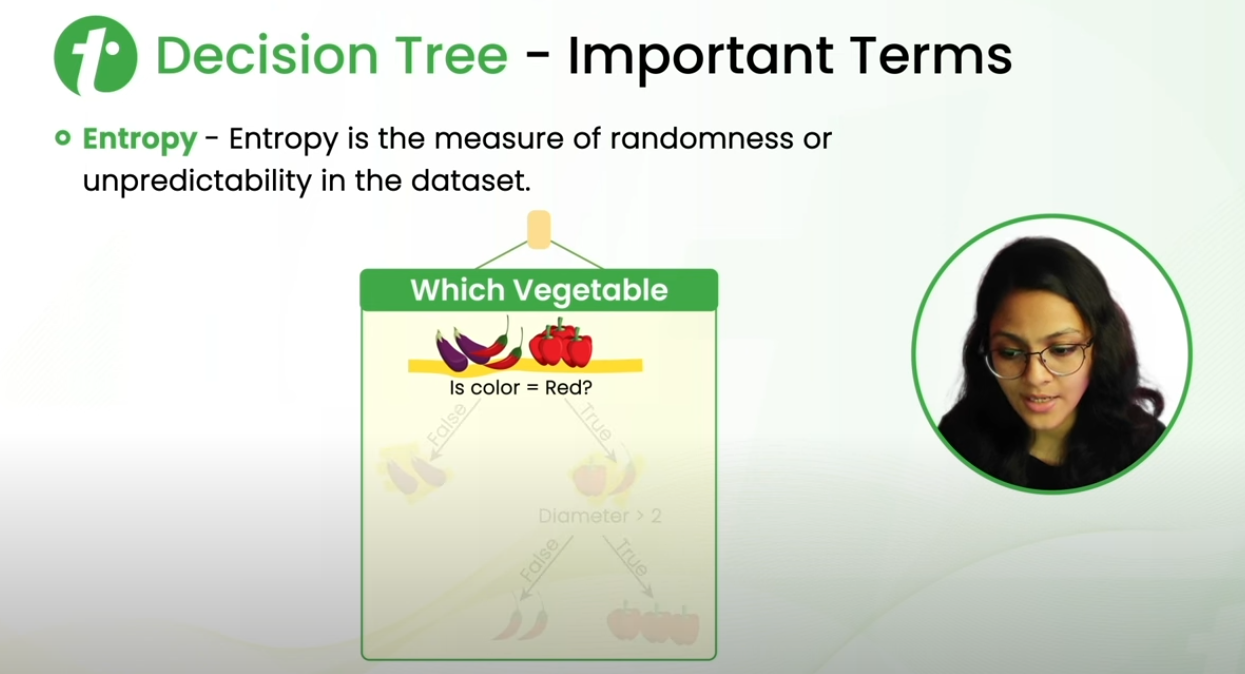 Decision Tree - Important Terms
Entropy - Entropy is the measure of randomness or
unpredictability in the dataset.
Which Vegetable
Is color = Red?
False
True
Diameter > 2
False
True